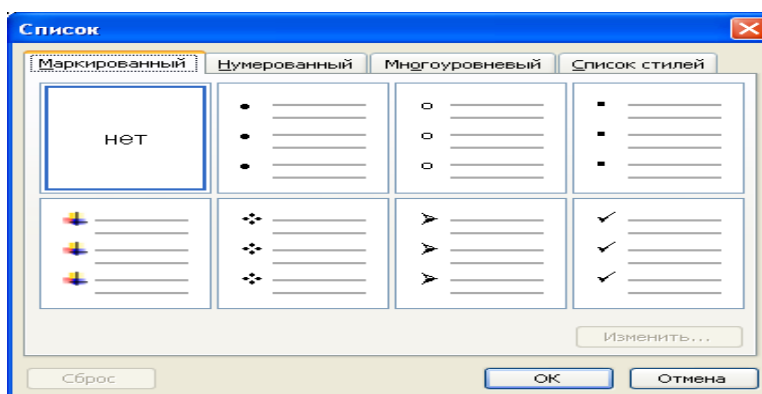 Список
Маркированный Нумерованный Многоуровневый Список стилей
нет
Изменить...
Сброс ОК Отмена